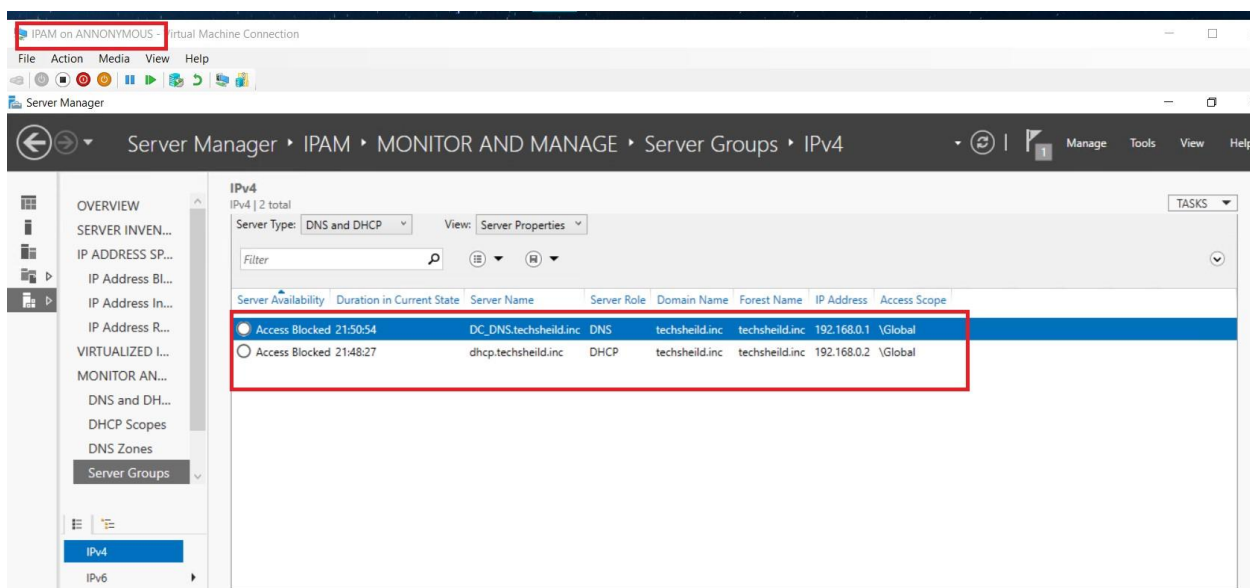 IPAM on ANNONYMOUS - Virtual Machine Connection
File Action Media View Help
Server Manager
Server Manager ‣ IPAM ‣ MONITOR AND MANAGE ‣ Server Groups ‣ IPv4
1
Manage Tools View Help
OVERVIEW
SERVER INVEN...
IP ADDRESS SP...
IP Address Bl...
IP Address In...
IP Address R...
VIRTUALIZED I...
MONITOR AN...
DNS and DH...
DHCP Scopes
DNS Zones
Server Groups
IPv4
IPv6
IPv4
IPv4 | 2 total
TASKS
Server Type: DNS and DHCP View: Server Properties
Filter
Server Availability Duration in Current State Server Name Server Role Domain Name Forest Name IP Address Access Scope
Access Blocked 21:50:54 DC_DNS.techsheild.inc DNS techsheild.inc techsheild.inc 192.168.0.1 \Global
Access Blocked 21:48:27 dhcp.techsheild.inc DHCP techsheild.inc techsheild.inc 192.168.0.2 \Global